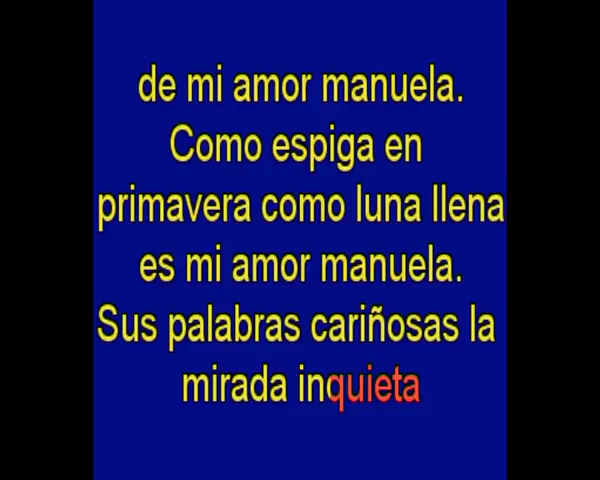 de mi amor manuela.
Como espiga en
primavera como luna llena
es mi amor manuela.
Sus palabras cariñosas la
mirada inquieta